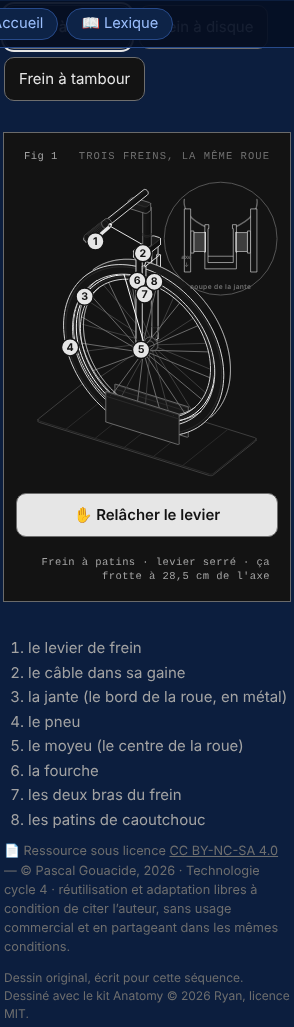 Accueil
📖 Lexique
Frein à disque
Frein à tambour
Fig 1 TROIS FREINS, LA MÊME ROUE
1
2
6
8
7
3
4
5
coupe de la jante
✋ Relâcher le levier
Frein à patins · levier serré · ça
frotte à 28,5 cm de l'axe
1. le levier de frein
2. le câble dans sa gaine
3. la jante (le bord de la roue, en métal)
4. le pneu
5. le moyeu (le centre de la roue)
6. la fourche
7. les deux bras du frein
8. les patins de caoutchouc
📄 Ressource sous licence CC BY-NC-SA 4.0
— © Pascal Gouacide, 2026 · Technologie
cycle 4 · réutilisation et adaptation libres à
condition de citer l'auteur, sans usage
commercial et en partageant dans les mêmes
conditions.
Dessin original, écrit pour cette séquence.
Dessiné avec le kit Anatomy © 2026 Ryan, licence
MIT.